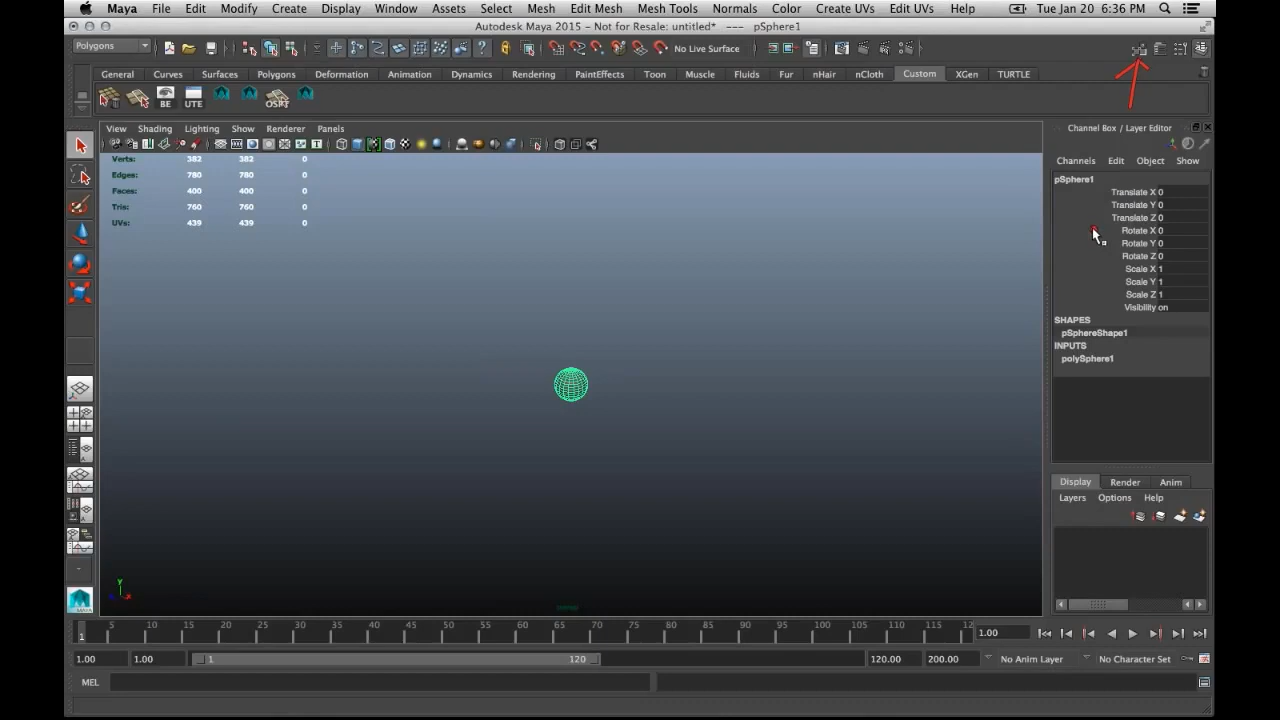 Maya File Edit Modify Create Display Window Assets Select Mesh Edit Mesh Mesh Tools Normals Color Create UVs Edit UVs Help Tue Jan 20 6:36 PM
Autodesk Maya 2015 - Not for Resale: untitled* --- pSphere1
Polygons No Live Surface
General Curves Surfaces Polygons Deformation Animation Dynamics Rendering PaintEffects Toon Muscle Fluids Fur nHair nCloth Custom XGen TURTLE
BE UTE OSPT
View Shading Lighting Show Renderer Panels
Channel Box / Layer Editor
Channels Edit Object Show
Verts: 382 382 0
Edges: 780 780 0
Faces: 400 400 0
Tris: 760 760 0
UVs: 439 439 0
pSphere1
Translate X 0
Translate Y 0
Translate Z 0
Rotate X 0
Rotate Y 0
Rotate Z 0
Scale X 1
Scale Y 1
Scale Z 1
Visibility on
SHAPES
pSphereShape1
INPUTS
polySphere1
Display Render Anim
Layers Options Help
Y
X
MAYA
1 5 10 15 20 25 30 35 40 45 50 55 60 65 70 75 80 85 90 95 100 105 110 115 12 1.00
1.00 1.00 1 120 120.00 200.00 No Anim Layer No Character Set
MEL